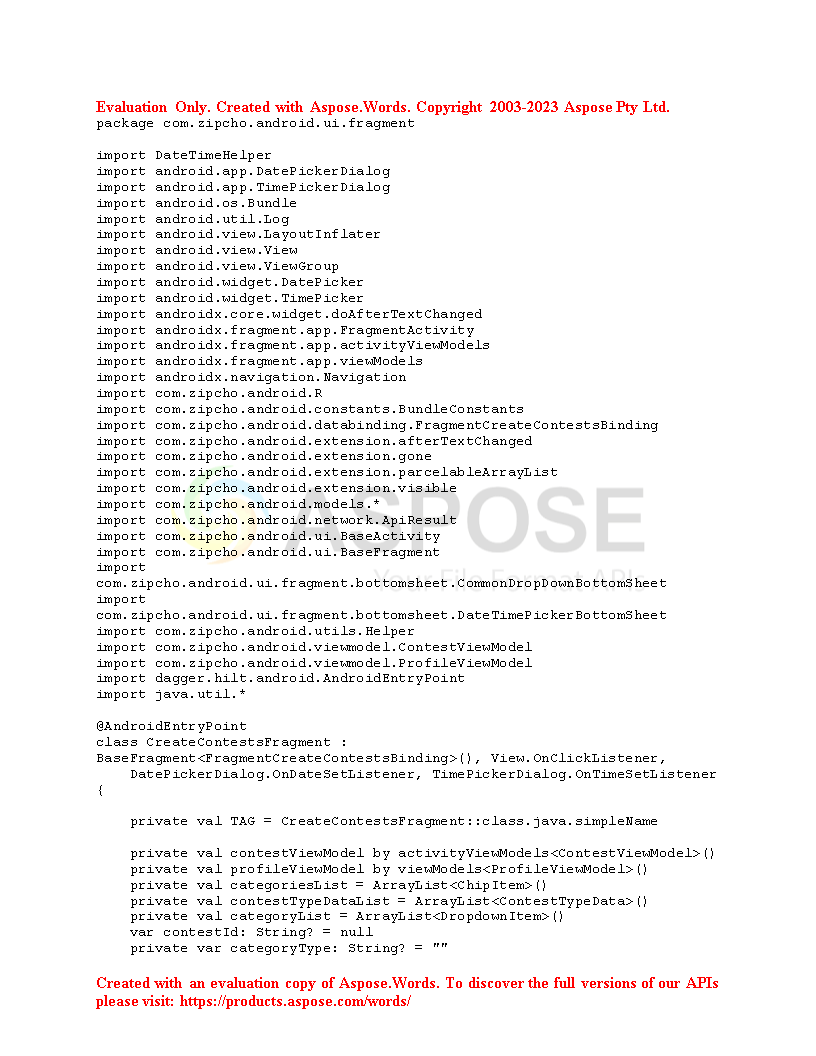 Evaluation Only. Created with Aspose.Words. Copyright 2003-2023 Aspose Pty Ltd.
package com.zipcho.android.ui.fragment
import DateTimeHelper
import android.app.DatePickerDialog
import android.app.TimePickerDialog
import android.os.Bundle
import android.util.Log
import android.view.LayoutInflater
import android.view.View
import android.view.ViewGroup
import android.widget.DatePicker
import android.widget.TimePicker
import androidx.core.widget.doAfterTextChanged
import androidx.fragment.app.FragmentActivity
import androidx.fragment.app.activityViewModels
import androidx.fragment.app.viewModels
import androidx.navigation.Navigation
import com.zipcho.android.R
import com.zipcho.android.constants.BundleConstants
import com.zipcho.android.databinding.FragmentCreateContestsBinding
import com.zipcho.android.extension.afterTextChanged
import com.zipcho.android.extension.gone
import com.zipcho.android.extension.parcelableArrayList
import com.zipcho.android.extension.visible
import com.zipcho.android.models.*
import com.zipcho.android.network.ApiResult
import com.zipcho.android.ui.BaseActivity
import com.zipcho.android.ui.BaseFragment
ASPOSE
Your File Format APIs
import
com.zipcho.android.ui.fragment.bottomsheet.CommonDropDownBottomSheet
import
com.zipcho.android.ui.fragment.bottomsheet.DateTimePickerBottomSheet
import com.zipcho.android.utils.Helper
import com.zipcho.android.viewmodel.ContestViewModel
import com.zipcho.android.viewmodel.ProfileViewModel
import dagger.hilt.android.AndroidEntryPoint
import java.util.*
@AndroidEntryPoint
class CreateContestsFragment :
BaseFragment<FragmentCreateContestsBinding>(), View.OnClickListener,
DatePickerDialog.OnDateSetListener, TimePickerDialog.OnTimeSetListener
{
private val TAG = CreateContestsFragment::class.java.simpleName
private val contestViewModel by activityViewModels<ContestViewModel>()
private val profileViewModel by viewModels<ProfileViewModel>()
private val categoriesList = ArrayList<ChipItem>()
private val contestTypeDataList = ArrayList<ContestTypeData>()
private val categoryList = ArrayList<DropdownItem>()
var contestId: String? = null
private var categoryType: String? = ""
Created with an evaluation copy of Aspose.Words. To discover the full versions of our APIs
please visit: https://products.aspose.com/words/